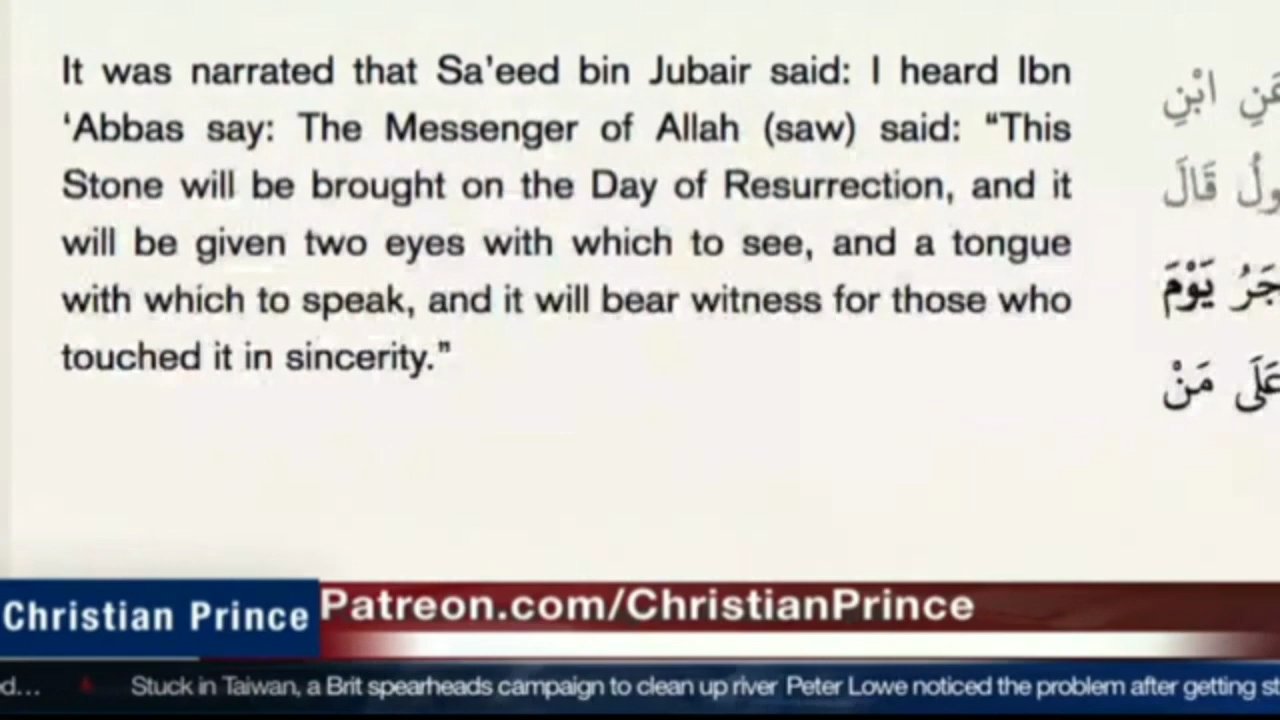 It was narrated that Sa'eed bin Jubair said: I heard Ibn
'Abbas say: The Messenger of Allah (saw) said: "This
Stone will be brought on the Day of Resurrection, and it
will be given two eyes with which to see, and a tongue
with which to speak, and it will bear witness for those who
touched it in sincerity."
عَنِ ابْنِ
قَالَ
يَوْمَ
عَلَى مَنْ
Christian Prince
Patreon.com/ChristianPrince
d... Stuck in Taiwan, a Brit spearheads campaign to clean up river Peter Lowe noticed the problem after getting st